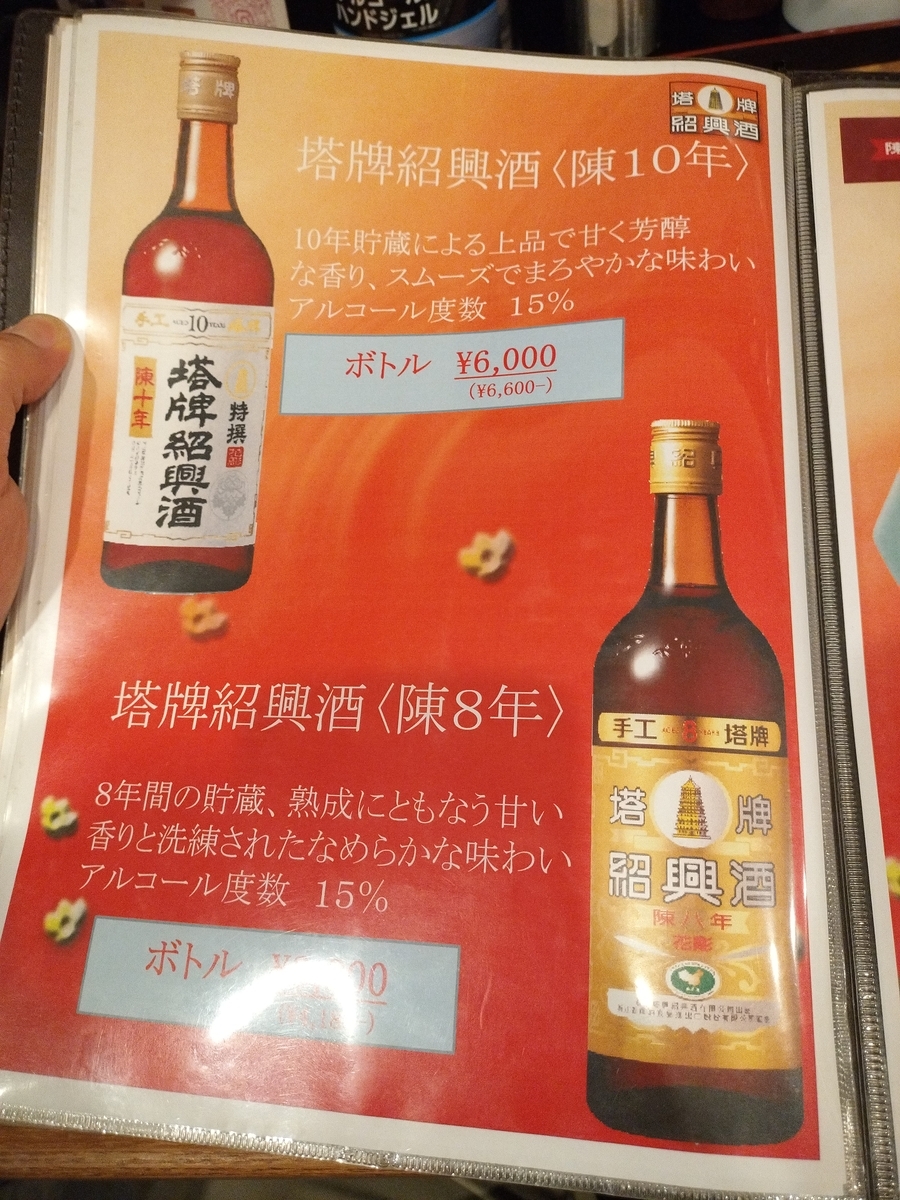 ハンドジェル
塔牌
紹興酒
塔牌
塔牌紹興酒〈陳10年〉
10年貯蔵による上品で甘く芳醇
な香り、スムーズでまろやかな味わい
アルコール度数 15%
ボトル ¥6,000
(¥6,600-)
手工 AGED 10 YEARS
陳十年
塔牌紹興酒
特撰
塔牌紹興酒〈陳8年〉
8年間の貯蔵、熟成にともなう甘い
香りと洗練されたなめらかな味わい
アルコール度数 15%
ボトル
紹
手工 塔牌
塔牌
紹興酒
陳八年
花彫
陳